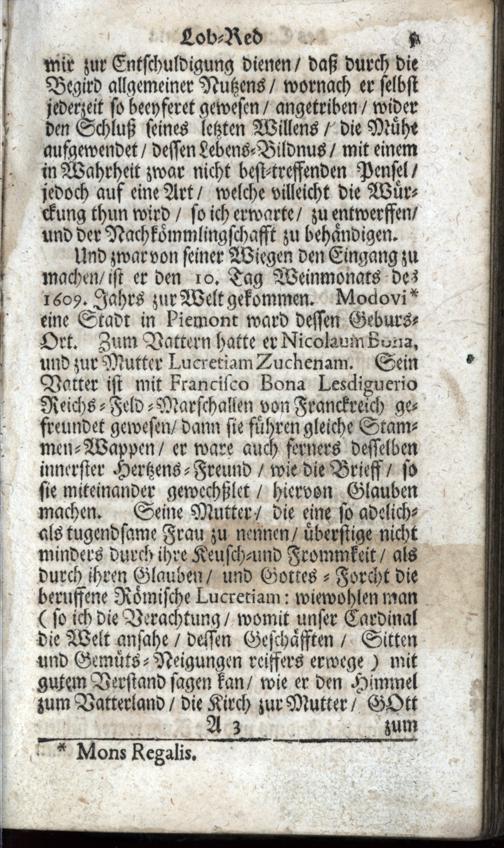 Lob-Red 5
mir zur Entschuldigung dienen / daß durch die
Begird allgemeiner Nutzens / wornach er selbst
jederzeit so beeyferet gewesen / angetriben / wider
den Schluß seines letzten Willens / die Mühe
aufgewendet / dessen Lebens-Bildnus / mit einem
in Wahrheit zwar nicht best-treffenden Pensel /
jedoch auf eine Art / welche villeicht die Wür-
ckung thun wird / so ich erwarte / zu entwerffen /
und der Nachkömmlingschafft zu behändigen.
Und zwar von seiner Wiegen den Eingang zu
machen / ist er den 10. Tag Weinmonats des
1609. Jahrs zur Welt gekommen. Modovi*
eine Stadt in Piemont ward dessen Geburs-
Ort. Zum Vattern hatte er Nicolaum Bona,
und zur Mutter Lucretiam Zuchenam. Sein
Vatter ist mit Francisco Bona Lesdiguerio
Reichs-Feld-Marschallen von Franckreich ge-
freundet gewesen / dann sie führen gleiche Stam-
men-Wappen / er ware auch ferners desselben
innerster Hertzens-Freund / wie die Brieff / so
sie miteinander gewechßlet / hiervon Glauben
machen. Seine Mutter / die eine so adelich-
als tugendsame Frau zu nennen / überstige nicht
minders durch ihre Keusch-und Frommkeit / als
durch ihren Glauben / und Gottes-Forcht die
beruffene Römische Lucretiam: wiewohlen man
( so ich die Verachtung / womit unser Cardinal
die Welt ansahe / dessen Geschäfften / Sitten
und Gemüts-Neigungen reiffers erwege ) mit
gutem Verstand sagen kan / wie er den Himmel
zum Vatterland / die Kirch zur Mutter / GOtt
A 3 zum
* Mons Regalis.